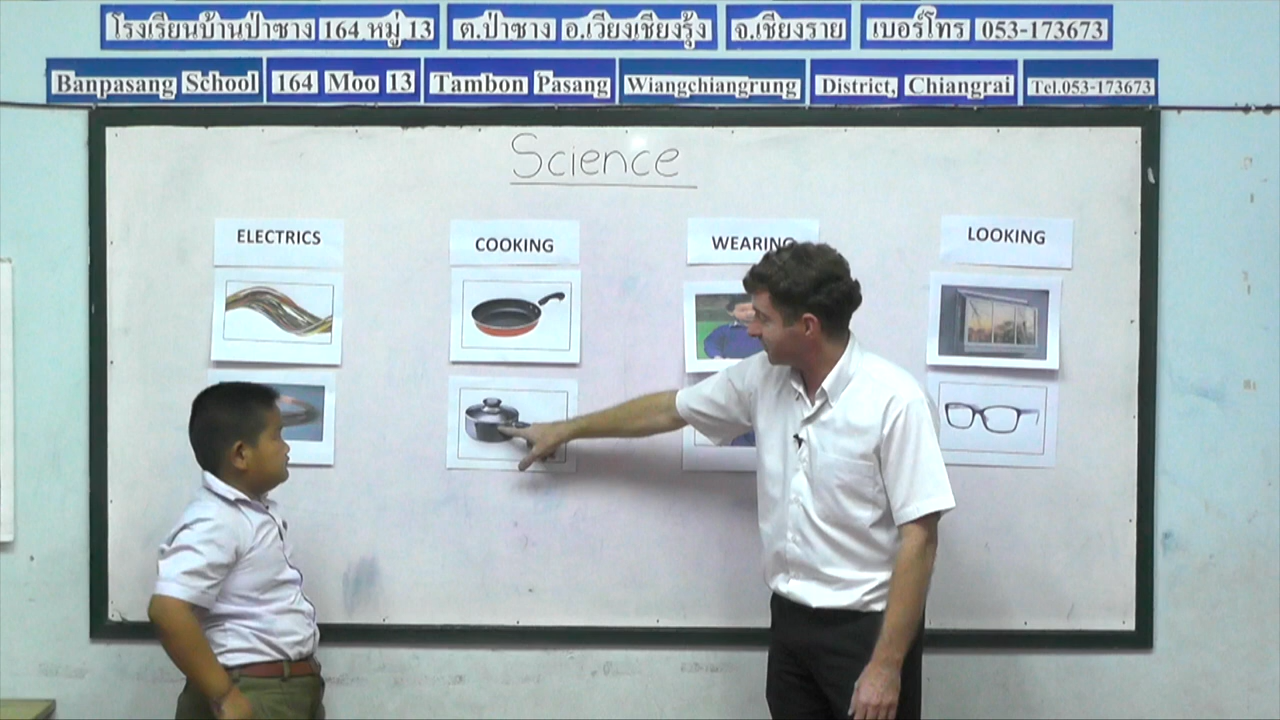 โรงเรียนบ้านป่าซาง 164 หมู่ 13 ต.ป่าซาง อ.เวียงเชียงรุ้ง จ.เชียงราย เบอร์โทร 053-173673
Banpasang School 164 Moo 13 Tambon Pasang Wiangchiangrung District, Chiangrai Tel.053-173673
Science
ELECTRICS COOKING WEARING LOOKING